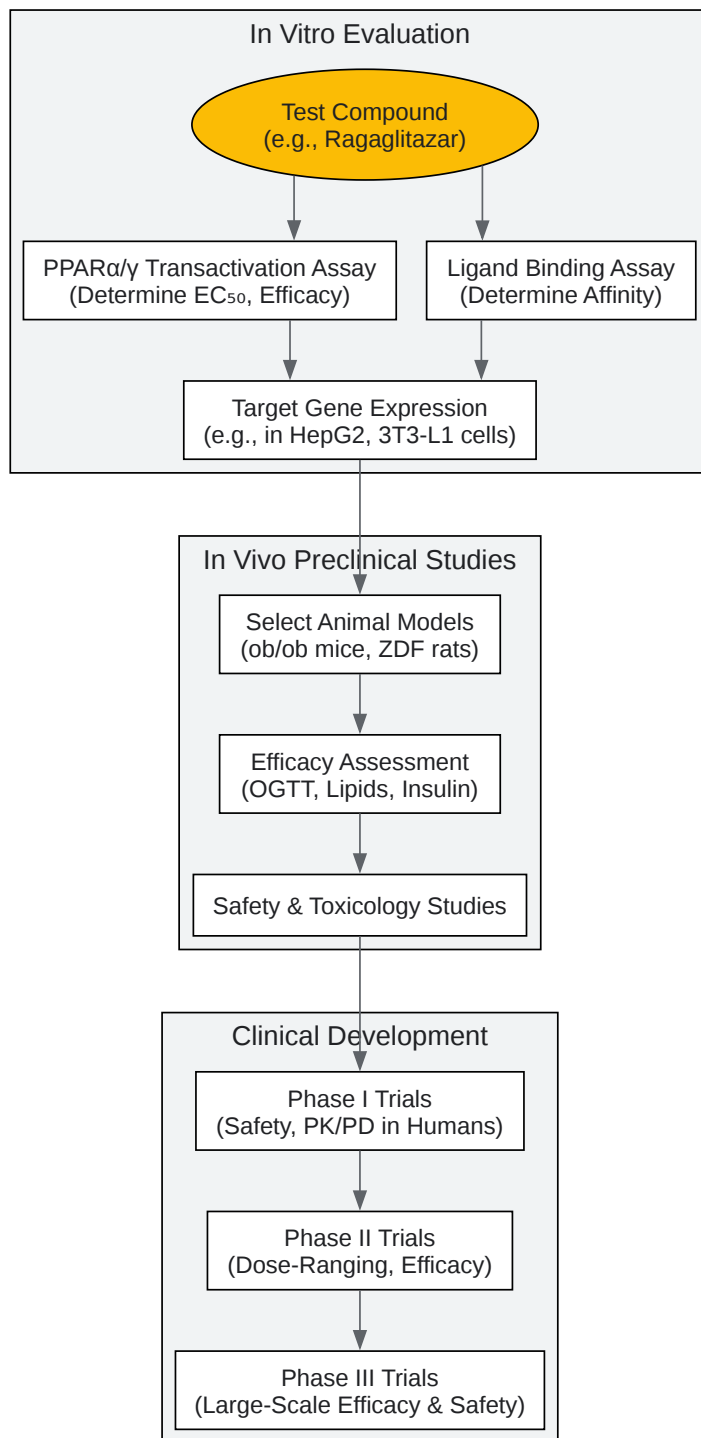 In Vitro Evaluation
Test Compound
(e.g., Ragaglitazar)
PPARα/γ Transactivation Assay
(Determine EC₅₀, Efficacy)
Ligand Binding Assay
(Determine Affinity)
Target Gene Expression
(e.g., in HepG2, 3T3-L1 cells)
In Vivo Preclinical Studies
Select Animal Models
(ob/ob mice, ZDF rats)
Efficacy Assessment
(OGTT, Lipids, Insulin)
Safety & Toxicology Studies
Clinical Development
Phase I Trials
(Safety, PK/PD in Humans)
Phase II Trials
(Dose-Ranging, Efficacy)
Phase III Trials
(Large-Scale Efficacy & Safety)